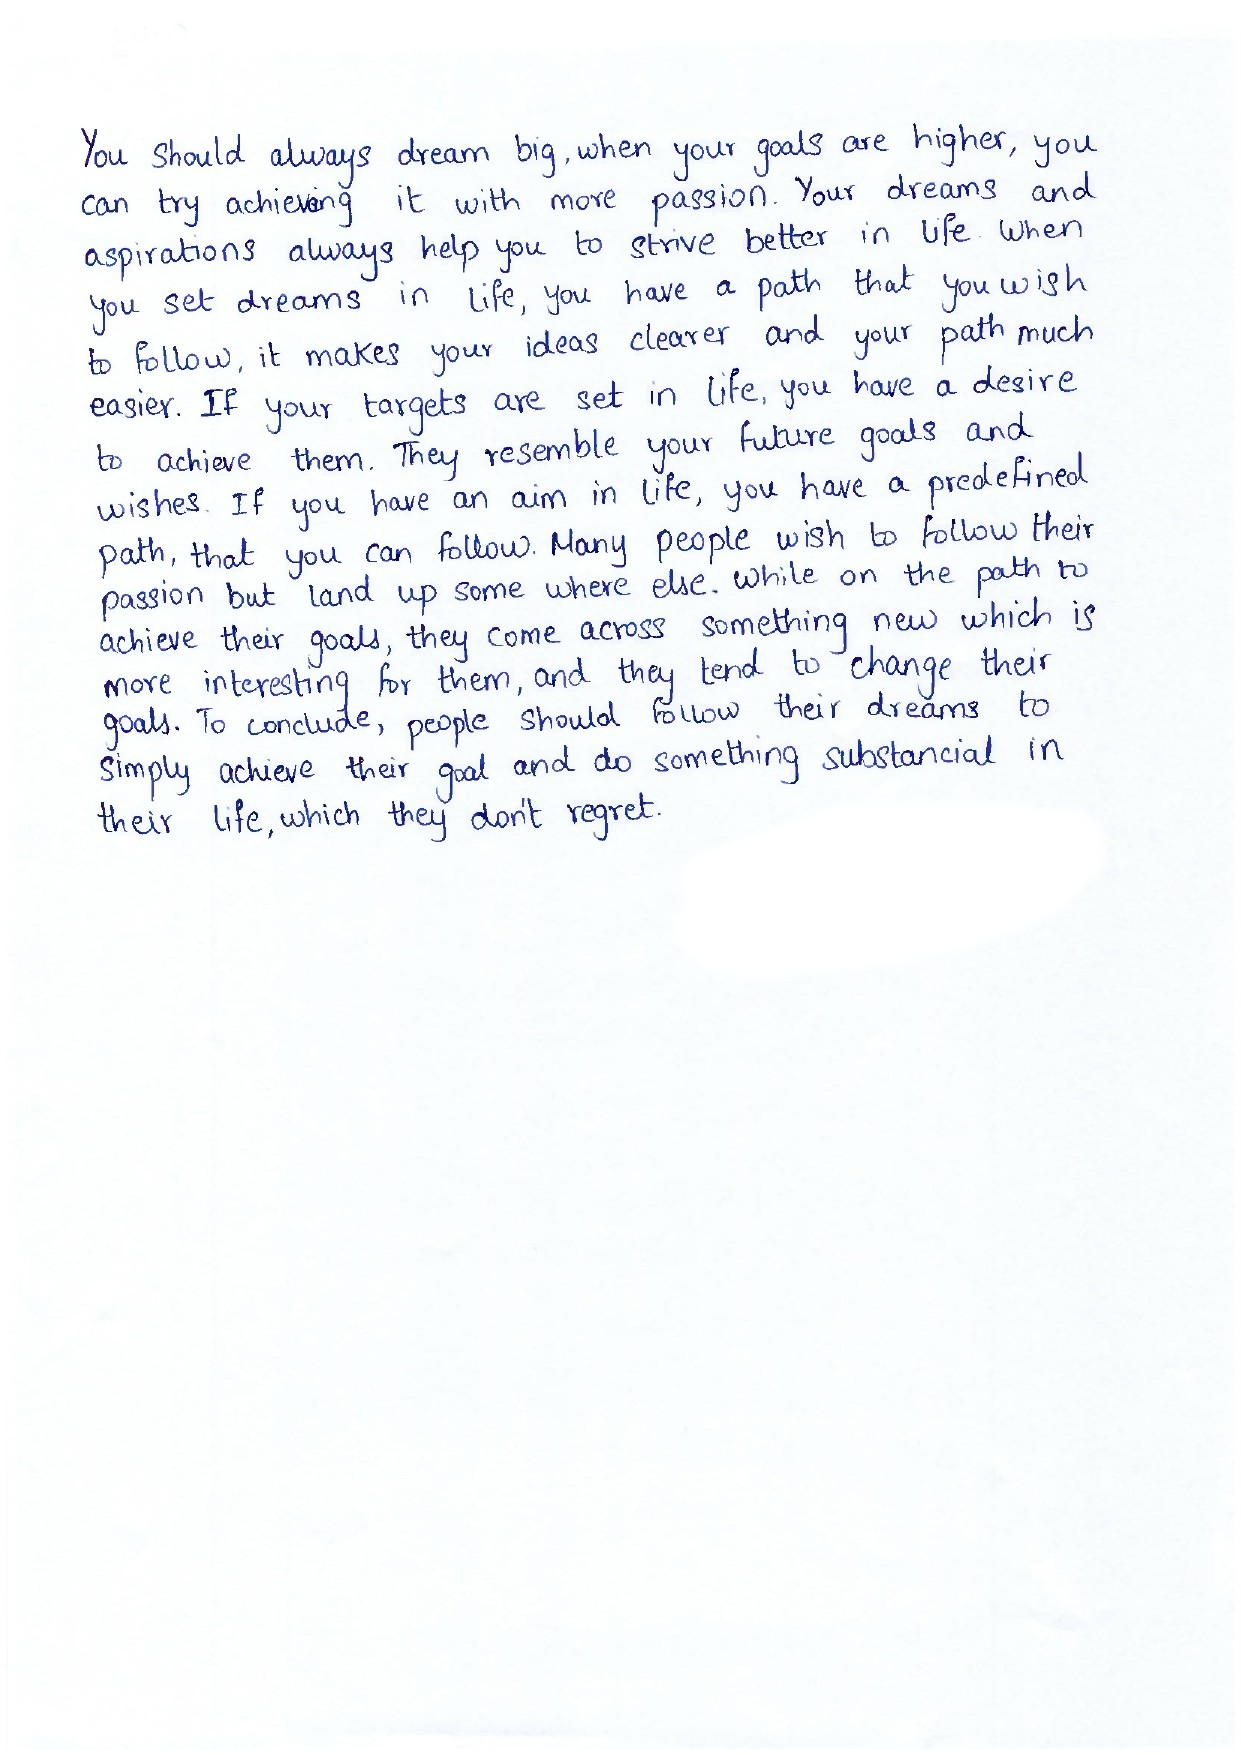 You should always dream big, when your goals are higher, you
can try achieving it with more passion. Your dreams and
aspirations always help you to strive better in life. When
you set dreams in life, you have a path that you wish
to follow, it makes your ideas clearer and your path much
easier. If your targets are set in life, you have a desire
to achieve them. They resemble your future goals and
wishes. If you have an aim in life, you have a predefined
path, that you can follow. Many people wish to follow their
passion but land up some where else. While on the path to
achieve their goals, they come across something new which is
more interesting for them, and they tend to change their
goals. To conclude, people should follow their dreams to
simply achieve their goal and do something substancial in
their life, which they don't regret.